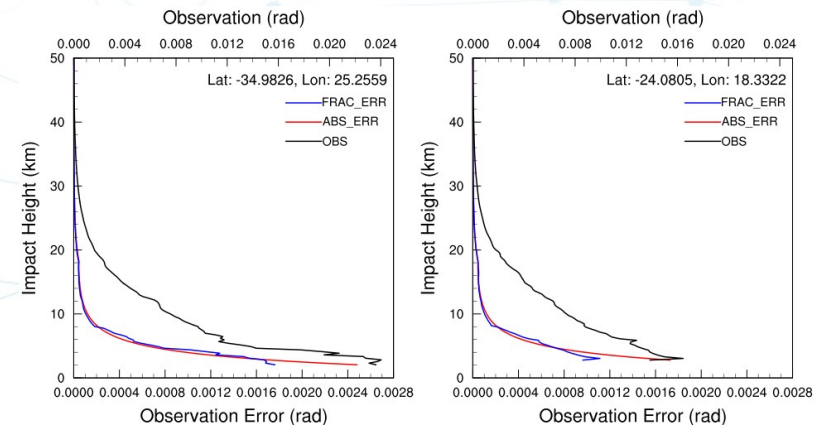 Observation (rad)
0.000 0.004 0.008 0.012 0.016 0.020 0.024
50
40
30
20
10
0
Impact Height (km)
Lat: -34.9826, Lon: 25.2559
FRAC_ERR
ABS_ERR
OBS
0.0000 0.0004 0.0008 0.0012 0.0016 0.0020 0.0024 0.0028
Observation Error (rad)
Observation (rad)
0.000 0.004 0.008 0.012 0.016 0.020 0.024
50
40
30
20
10
0
Impact Height (km)
Lat: -24.0805, Lon: 18.3322
FRAC_ERR
ABS_ERR
OBS
0.0000 0.0004 0.0008 0.0012 0.0016 0.0020 0.0024 0.0028
Observation Error (rad)